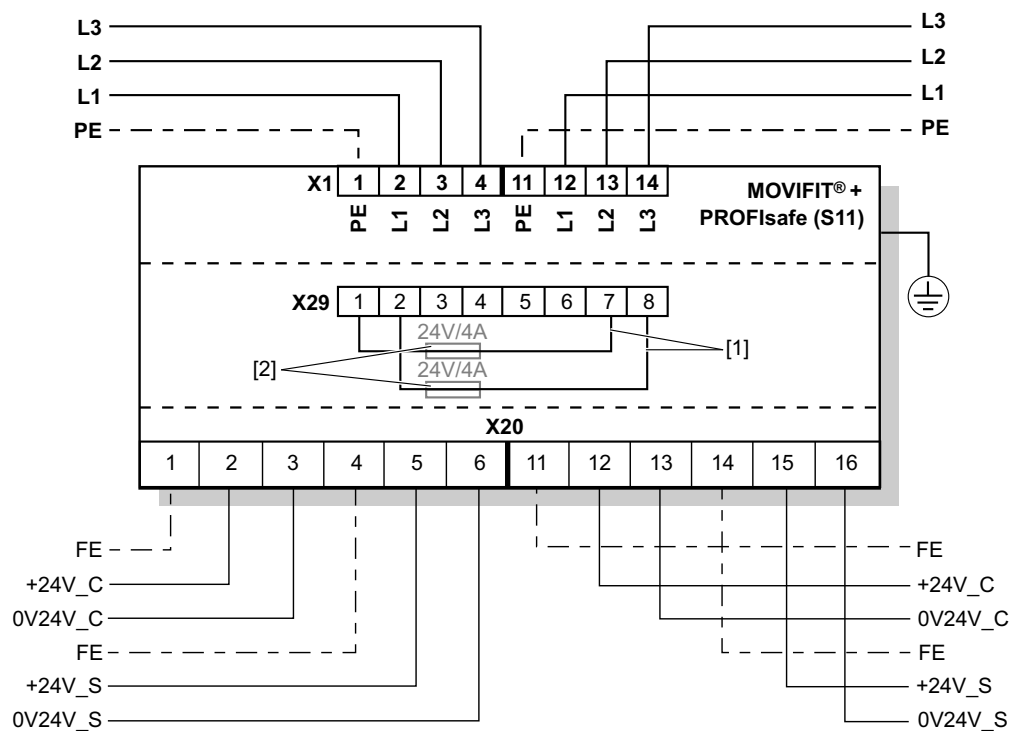 L3 L3
L2 L2
L1 L1
PE PE
X1 1 2 3 4 11 12 13 14
PE L1 L2 L3 PE L1 L2 L3
MOVIFIT® +
PROFIsafe (S11)
X29 1 2 3 4 5 6 7 8
24V/4A
[2] [1]
24V/4A
X20
1 2 3 4 5 6 11 12 13 14 15 16
FE FE
+24V_C +24V_C
0V24V_C 0V24V_C
FE FE
+24V_S +24V_S
0V24V_S 0V24V_S